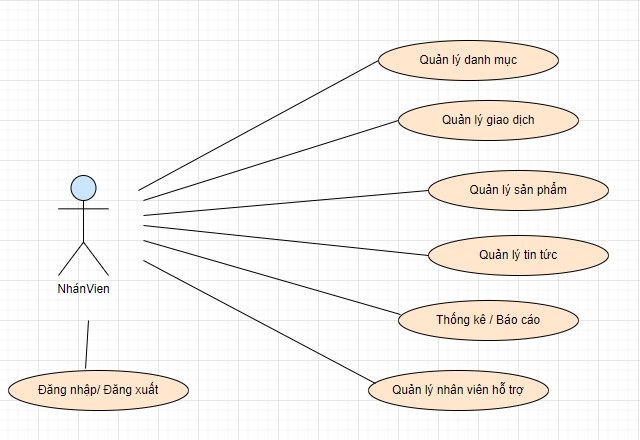 Quản lý danh mục
Quản lý giao dịch
Quản lý sản phẩm
Quản lý tin tức
NhánVien
Thống kê / Báo cáo
Đăng nhập/ Đăng xuất
Quản lý nhân viên hỗ trợ